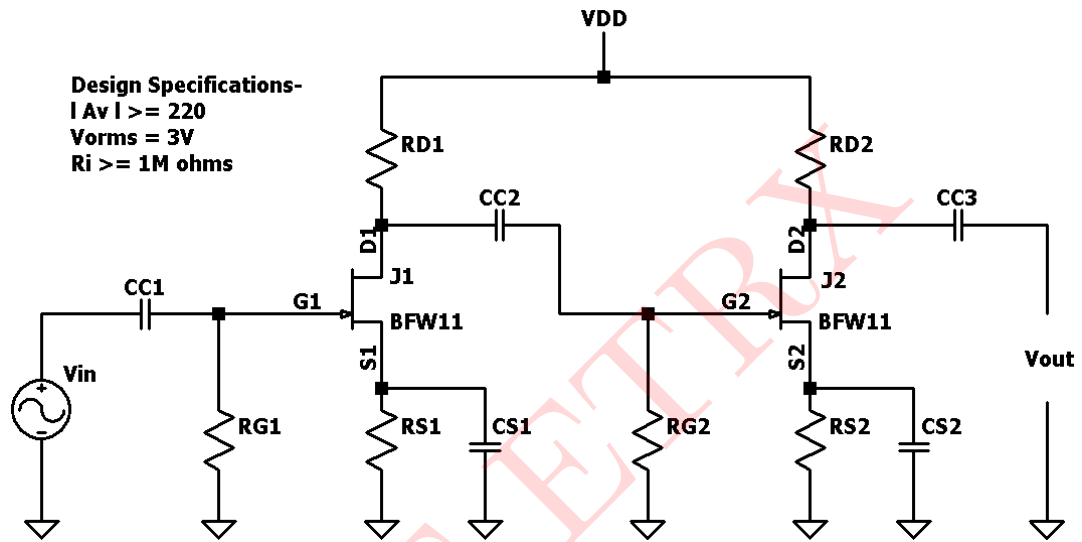 VDD
Design Specifications-
| Av | >= 220
Vorms = 3V
Ri >= 1M ohms
RD1
RD2
CC2
CC3
D1
D2
J1
J2
CC1
G1
G2
BFW11
BFW11
S1
S2
Vin
Vout
RG1
RS1
CS1
RG2
RS2
CS2
ETRX